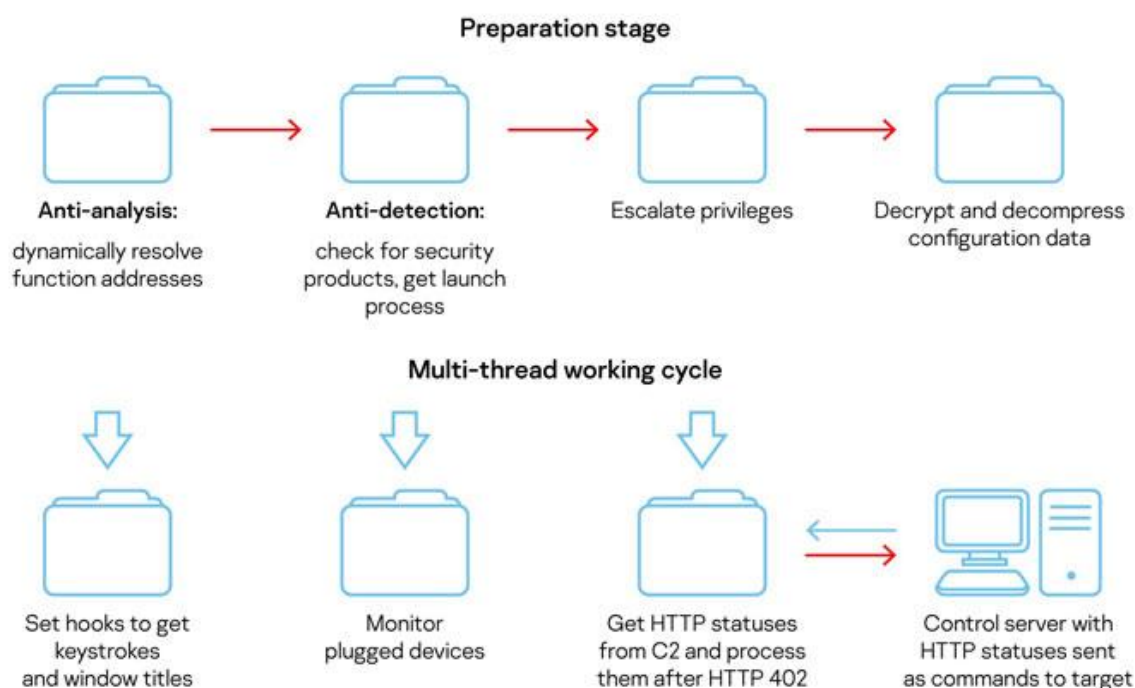 Preparation stage
Anti-analysis:
dynamically resolve
function addresses
Anti-detection:
check for security
products, get launch
process
Escalate privileges
Decrypt and decompress
configuration data
Multi-thread working cycle
Set hooks to get
keystrokes
and window titles
Monitor
plugged devices
Get HTTP statuses
from C2 and process
them after HTTP 402
Control server with
HTTP statuses sent
as commands to target